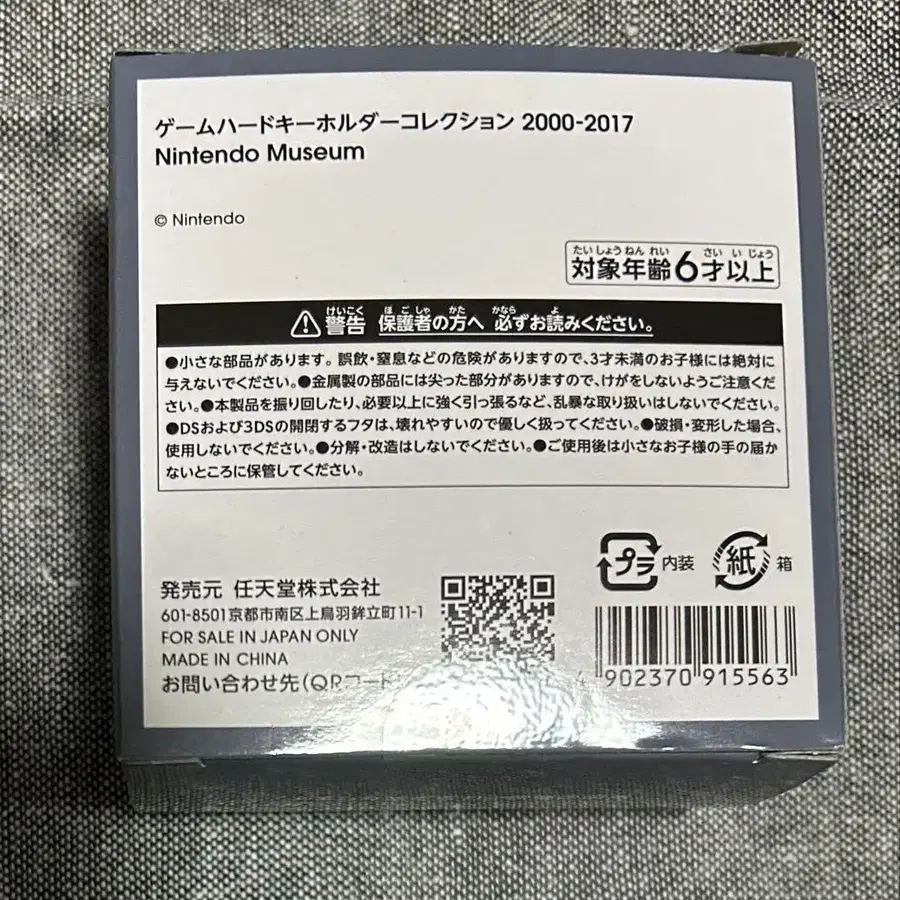 ゲームハードキーホルダーコレクション 2000-2017
Nintendo Museum
© Nintendo
たいしょうねんれい さいいじょう
対象年齢6才以上
けいこく ほごしゃ かた かなら よ
⚠警告 保護者の方へ 必ずお読みください。
●小さな部品があります。誤飲・窒息などの危険がありますので、3才未満のお子様には絶対に
与えないでください。●金属製の部品には尖った部分がありますので、けがをしないようご注意くだ
さい。●本製品を振り回したり、必要以上に強く引っ張るなど、乱暴な取り扱いはしないでください。
●DSおよび3DSの開閉するフタは、壊れやすいので優しく扱ってください。●破損・変形した場合、
使用しないでください。●分解・改造はしないでください。●ご使用後は小さなお子様の手の届か
ないところに保管してください。
プラ 内装 紙 箱
発売元 任天堂株式会社
601-8501京都市南区上鳥羽鉾立町11-1
FOR SALE IN JAPAN ONLY
MADE IN CHINA
お問い合わせ先(QRコード
4 902370 915563